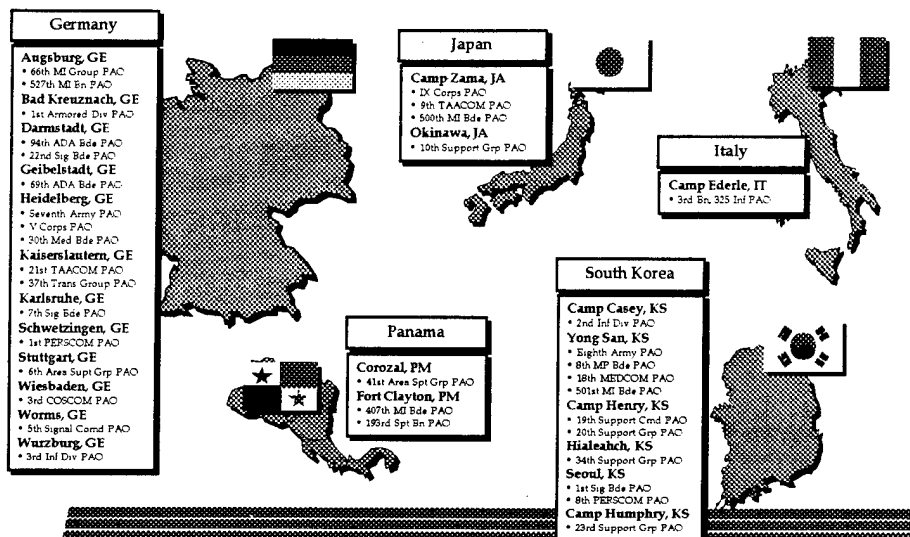 Germany
Augsburg, GE
• 66th MI Group PAO
• 527th MI Bn PAO
Bad Kreuznach, GE
• 1st Armored Div PAO
Darmstadt, GE
• 94th ADA Bde PAO
• 22nd Sig Bde PAO
Geibelstadt, GE
• 69th ADA Bde PAO
Heidelberg, GE
• Seventh Army PAO
• V Corps PAO
• 30th Med Bde PAO
Kaiserslautern, GE
• 21st TAACOM PAO
• 37th Trans Group PAO
Karlsruhe, GE
• 7th Sig Bde PAO
Schwetzingen, GE
• 1st PERSCOM PAO
Stuttgart, GE
• 6th Area Supt Grp PAO
Wiesbaden, GE
• 3rd COSCOM PAO
Worms, GE
• 5th Signal Comd PAO
Wurzburg, GE
• 3rd Inf Div PAO
Japan
Camp Zama, JA
• IX Corps PAO
• 9th TAACOM PAO
• 500th MI Bde PAO
Okinawa, JA
• 10th Support Grp PAO
Italy
Camp Ederle, IT
• 3rd Bn, 325 Inf PAO
Panama
Corozal, PM
• 41st Area Spt Grp PAO
Fort Clayton, PM
• 407th MI Bde PAO
• 193rd Spt Bn PAO
South Korea
Camp Casey, KS
• 2nd Inf Div PAO
Yong San, KS
• Eighth Army PAO
• 8th MP Bde PAO
• 18th MEDCOM PAO
• 501st MI Bde PAO
Camp Henry, KS
• 19th Support Cmd PAO
• 20th Support Grp PAO
Hialeahch, KS
• 34th Support Grp PAO
Seoul, KS
• 1st Sig Bde PAO
• 8th PERSCOM PAO
Camp Humphry, KS
• 23rd Support Grp PAO